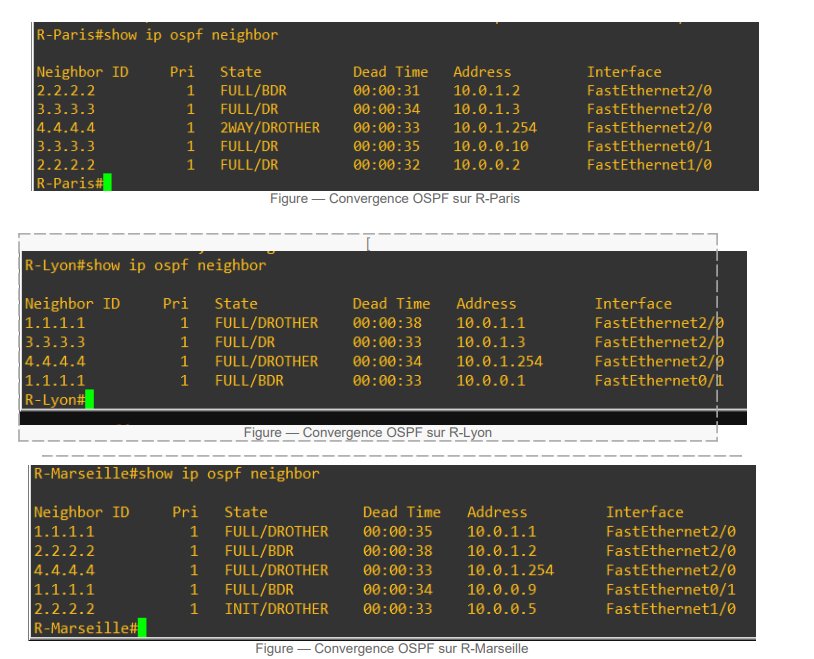 R-Paris#show ip ospf neighbor
Neighbor ID Pri State Dead Time Address Interface
2.2.2.2 1 FULL/BDR 00:00:31 10.0.1.2 FastEthernet2/0
3.3.3.3 1 FULL/DR 00:00:34 10.0.1.3 FastEthernet2/0
4.4.4.4 1 2WAY/DROTHER 00:00:33 10.0.1.254 FastEthernet2/0
3.3.3.3 1 FULL/DR 00:00:35 10.0.0.10 FastEthernet0/1
2.2.2.2 1 FULL/DR 00:00:32 10.0.0.2 FastEthernet1/0
R-Paris#
Figure — Convergence OSPF sur R-Paris
[
R-Lyon#show ip ospf neighbor
Neighbor ID Pri State Dead Time Address Interface
1.1.1.1 1 FULL/DROTHER 00:00:38 10.0.1.1 FastEthernet2/0
3.3.3.3 1 FULL/DR 00:00:33 10.0.1.3 FastEthernet2/0
4.4.4.4 1 FULL/DROTHER 00:00:34 10.0.1.254 FastEthernet2/0
1.1.1.1 1 FULL/BDR 00:00:33 10.0.0.1 FastEthernet0/1
R-Lyon#
Figure — Convergence OSPF sur R-Lyon
R-Marseille#show ip ospf neighbor
Neighbor ID Pri State Dead Time Address Interface
1.1.1.1 1 FULL/DROTHER 00:00:35 10.0.1.1 FastEthernet2/0
2.2.2.2 1 FULL/BDR 00:00:38 10.0.1.2 FastEthernet2/0
4.4.4.4 1 FULL/DROTHER 00:00:33 10.0.1.254 FastEthernet2/0
1.1.1.1 1 FULL/BDR 00:00:34 10.0.0.9 FastEthernet0/1
2.2.2.2 1 INIT/DROTHER 00:00:33 10.0.0.5 FastEthernet1/0
R-Marseille#
Figure — Convergence OSPF sur R-Marseille